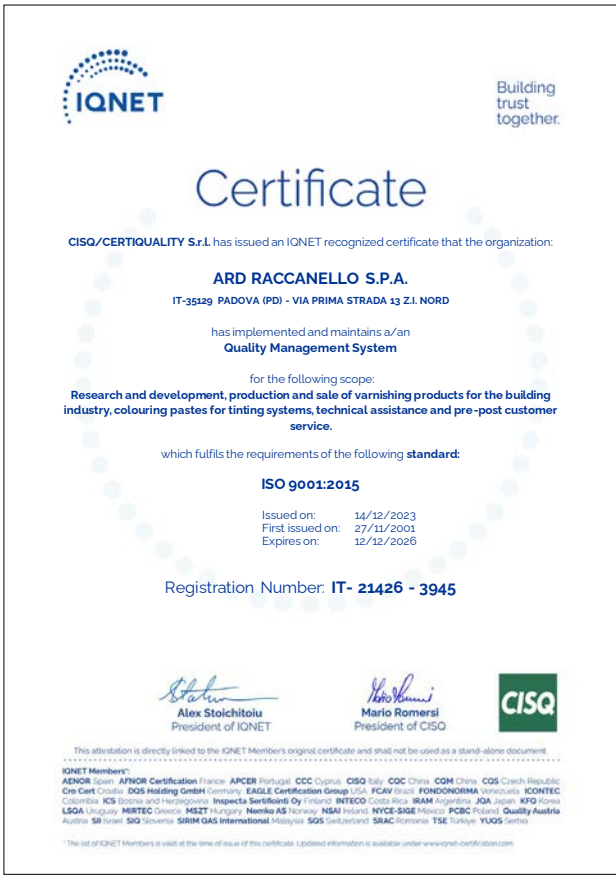 IQNET
Building
trust
together.
Certificate
CISQ/CERTIQUALITY S.r.l. has issued an IQNET recognized certificate that the organization:
ARD RACCANELLO S.P.A.
IT-35129 PADOVA (PD) - VIA PRIMA STRADA 13 Z.I. NORD
has implemented and maintains a/an
Quality Management System
for the following scope:
Research and development, production and sale of varnishing products for the building
industry, colouring pastes for tinting systems, technical assistance and pre-post customer
service.
which fulfils the requirements of the following standard:
ISO 9001:2015
Issued on: 14/12/2023
First issued on: 27/11/2001
Expires on: 12/12/2026
Registration Number: IT- 21426 - 3945
Alex Stoichitoiu
President of IQNET
Mario Romersi
President of CISQ
CISQ
This attestation is directly linked to the IQNET Member's original certificate and shall not be used as a stand-alone document
IQNET Members*:
AENOR Spain AFNOR Certification France APCER Portugal CCC Cyprus CISQ Italy CQC China CQM China CQS Czech Republic
Cro Cert Croatia DQS Holding GmbH Germany EAGLE Certification Group USA FCAV Brazil FONDONORMA Venezuela ICONTEC
Colombia ICS Bosnia and Herzegovina Inspecta Sertifiointi Oy Finland INTECO Costa Rica IRAM Argentina JQA Japan KFQ Korea
LSQA Uruguay MIRTEC Greece MSZT Hungary Nemko AS Norway NSAI Ireland NYCE-SIGE México PCBC Poland Quality Austria
Austria SII Israel SIQ Slovenia SIRIM QAS International Malaysia SQS Switzerland SRAC Romania TSE Türkiye YUQS Serbia
* The list of IQNET Members is valid at the time of issue of this certificate. Updated information is available under www.iqnet-certification.com